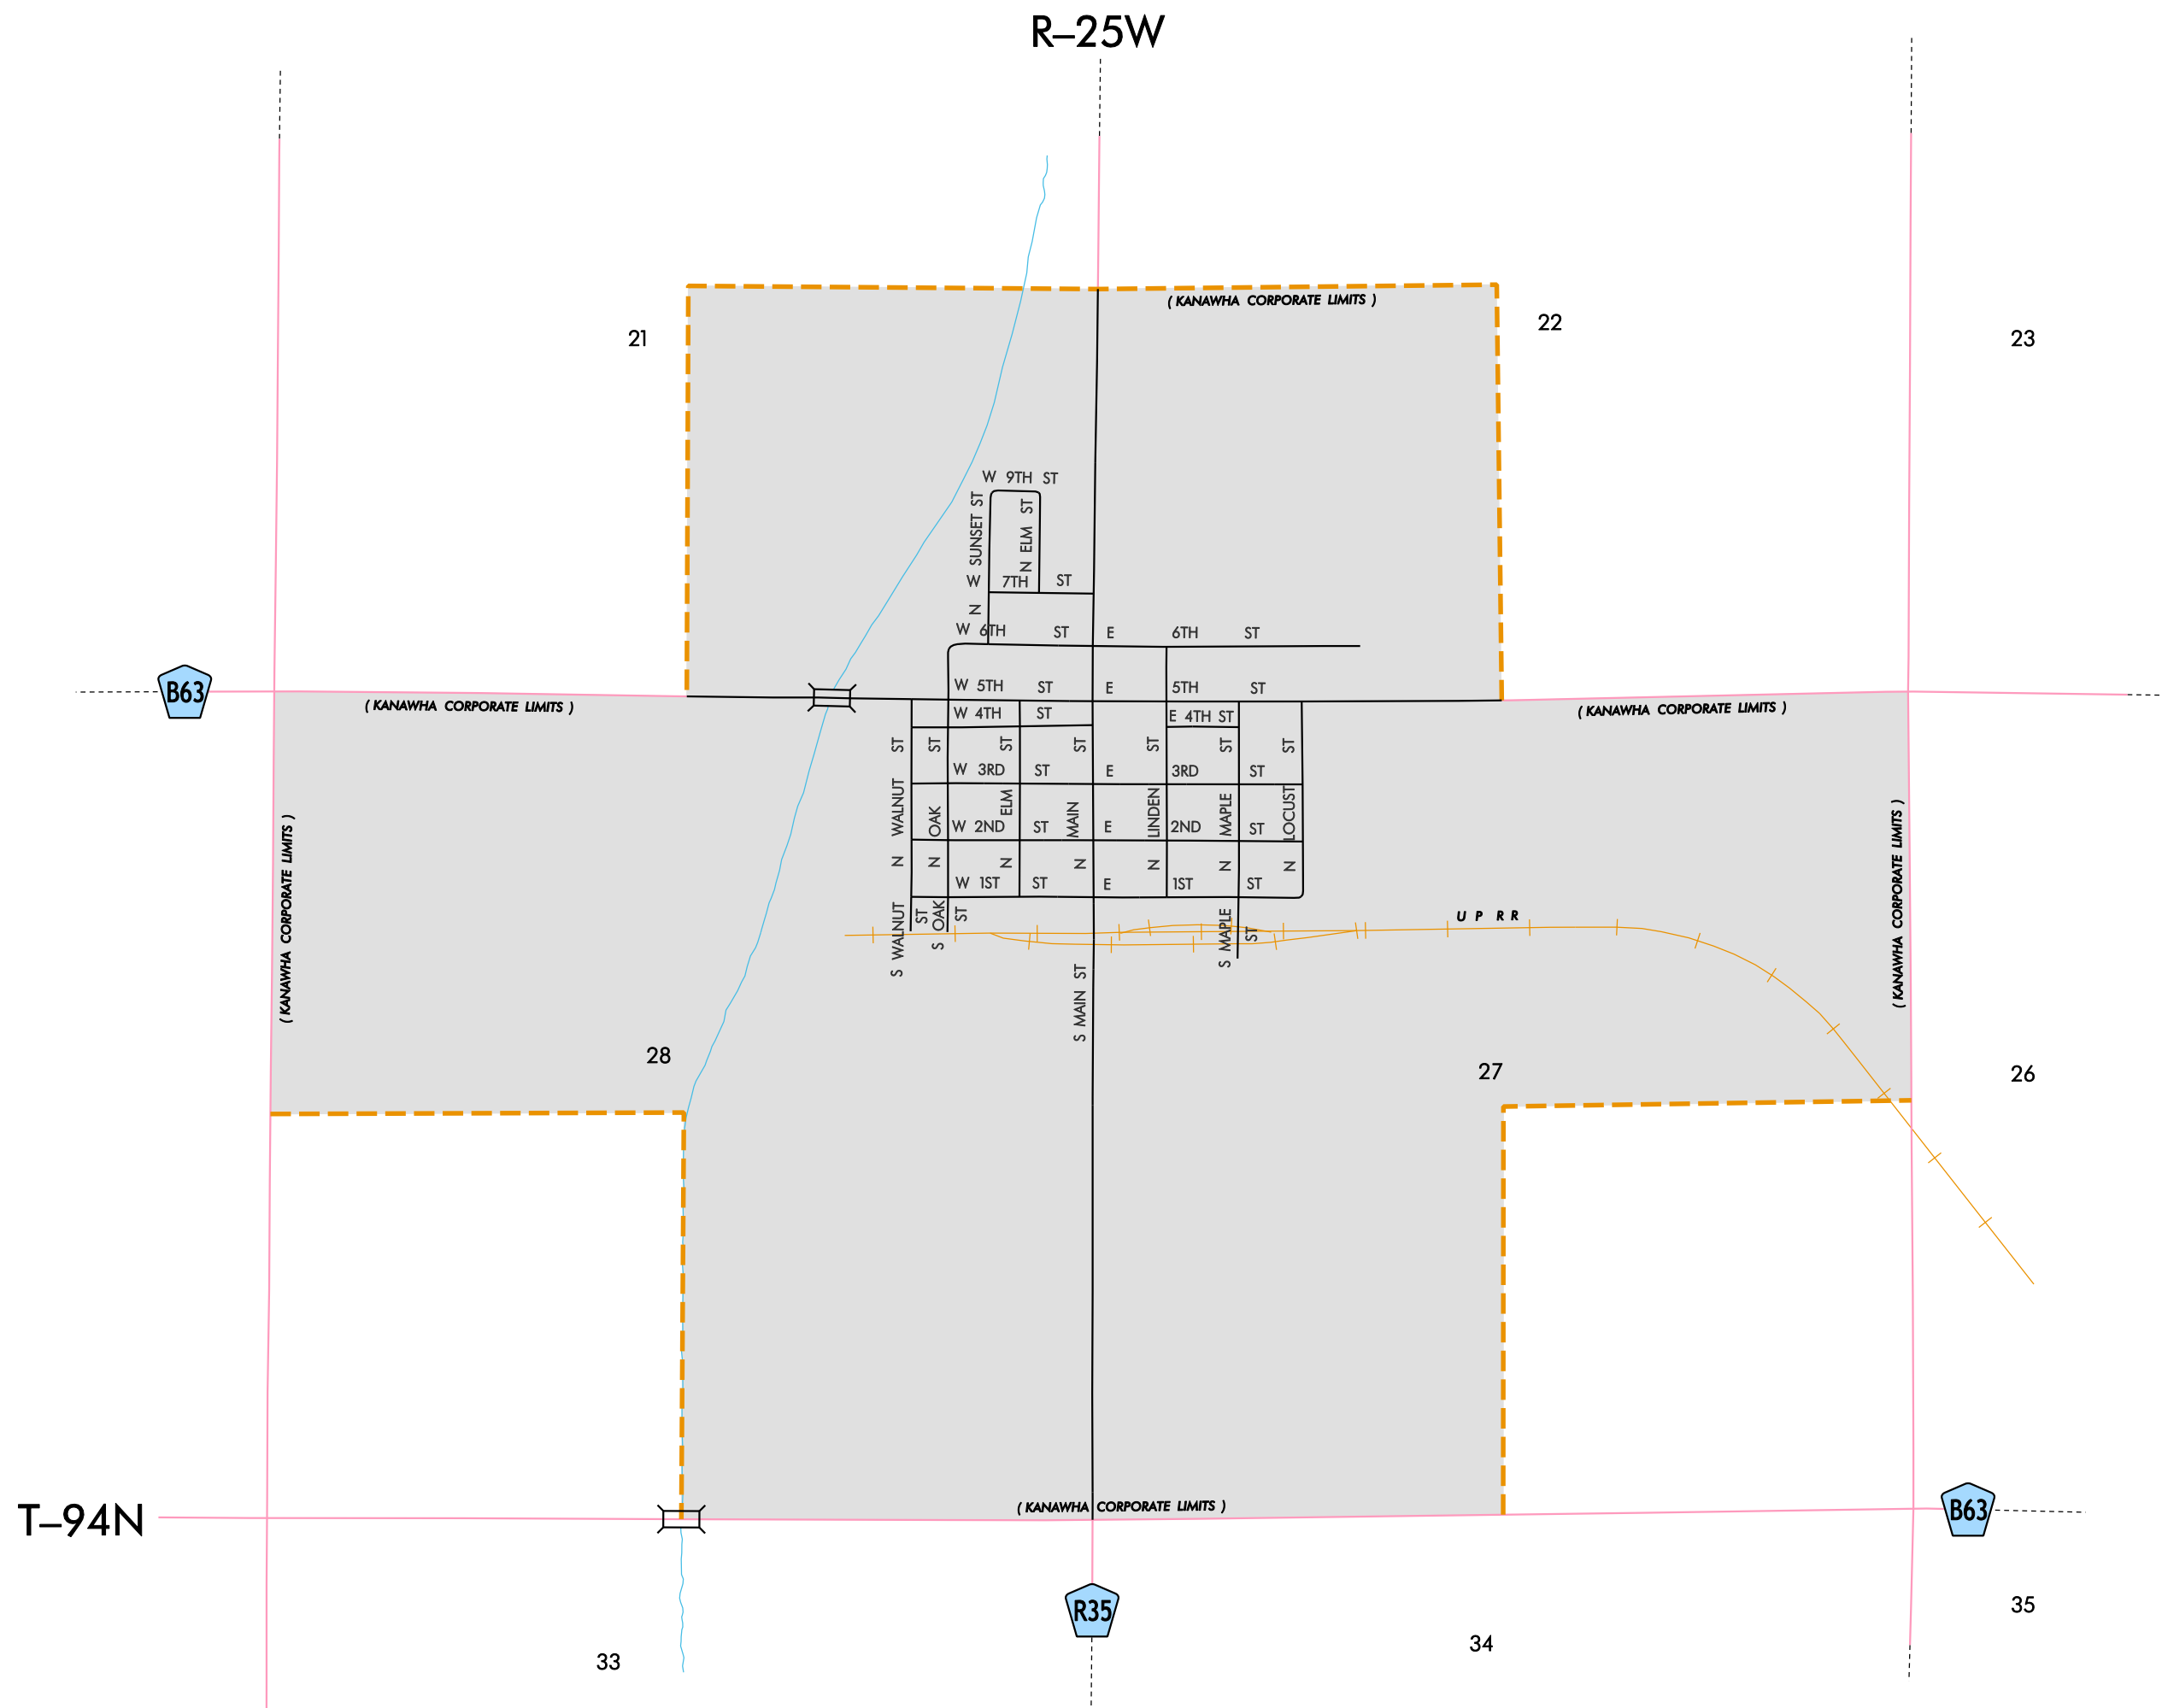 R–25W
( KANAWHA CORPORATE LIMITS )
21
22
23
W 9TH ST
N SUNSET ST
N ELM ST
W 7TH ST
W 6TH ST E 6TH ST
B63
W 5TH ST E 5TH ST
( KANAWHA CORPORATE LIMITS )
( KANAWHA CORPORATE LIMITS )
W 4TH ST
E 4TH ST
N WALNUT ST
N OAK ST
N ELM ST
N MAIN ST
N LINDEN ST
N MAPLE ST
N LOCUST ST
W 3RD ST E 3RD ST
W 2ND ST E 2ND ST
W 1ST ST E 1ST ST
( KANAWHA CORPORATE LIMITS )
( KANAWHA CORPORATE LIMITS )
S WALNUT ST
S OAK ST
S MAIN ST
S MAPLE ST
U P R R
28
27
26
( KANAWHA CORPORATE LIMITS )
T–94N
B63
R35
33
34
35